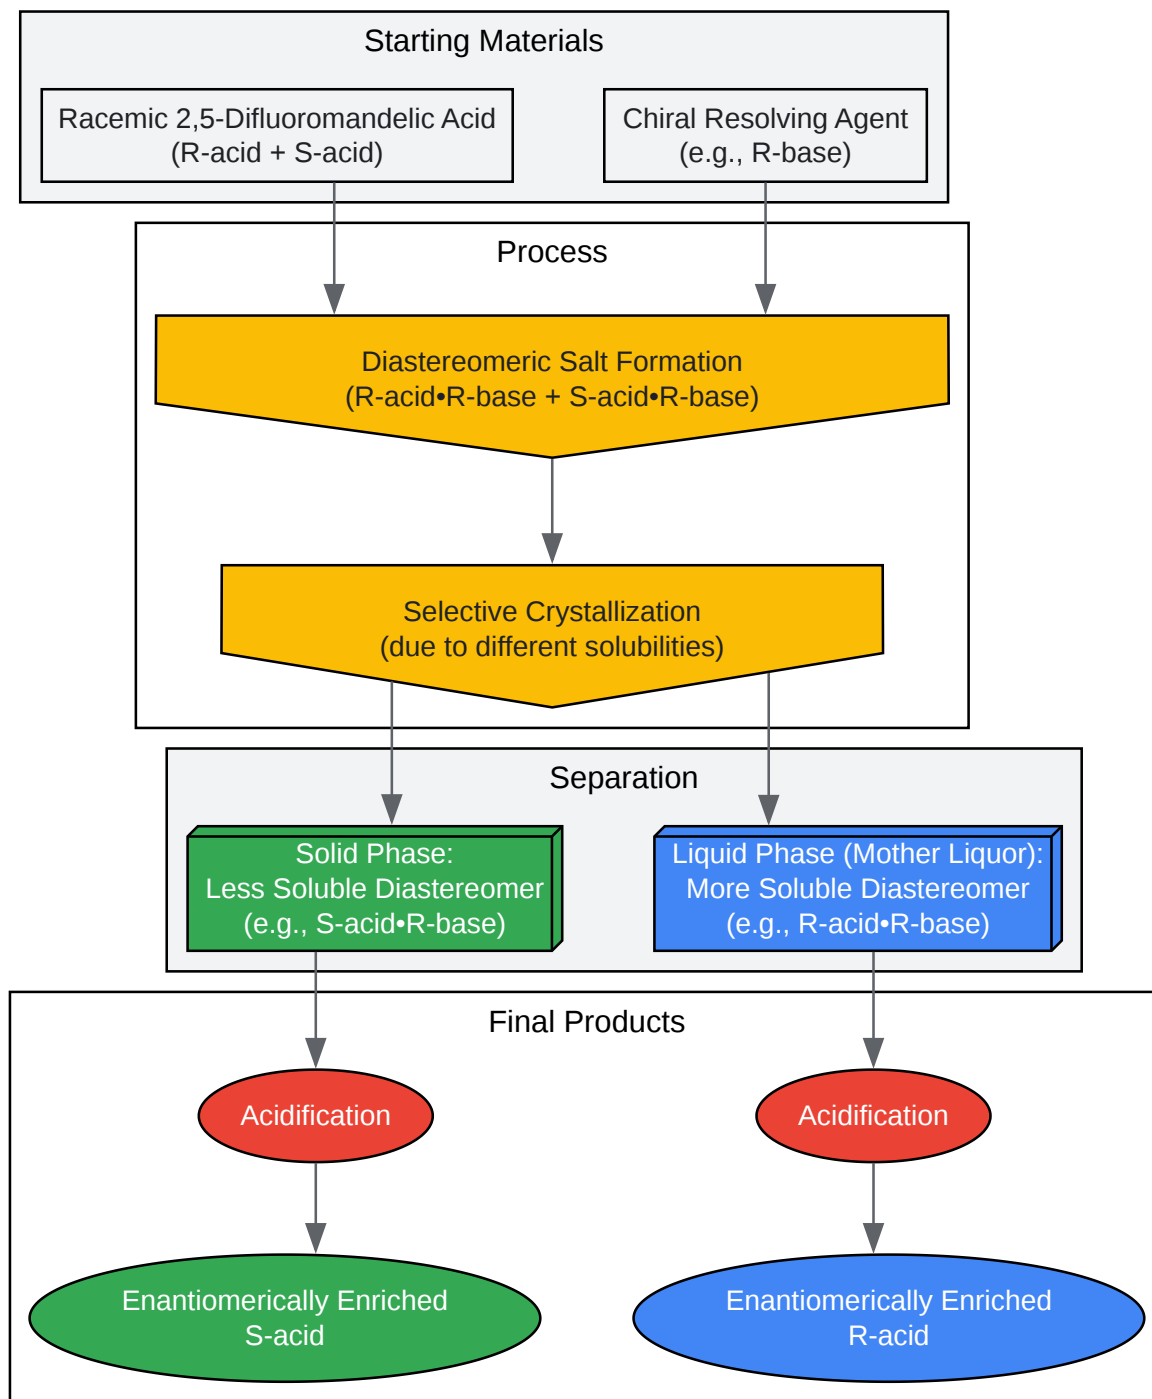 Starting Materials
Racemic 2,5-Difluoromandelic Acid
(R-acid + S-acid)
Chiral Resolving Agent
(e.g., R-base)
Process
Diastereomeric Salt Formation
(R-acid•R-base + S-acid•R-base)
Selective Crystallization
(due to different solubilities)
Separation
Solid Phase:
Less Soluble Diastereomer
(e.g., S-acid•R-base)
Liquid Phase (Mother Liquor):
More Soluble Diastereomer
(e.g., R-acid•R-base)
Final Products
Acidification
Acidification
Enantiomerically Enriched
S-acid
Enantiomerically Enriched
R-acid